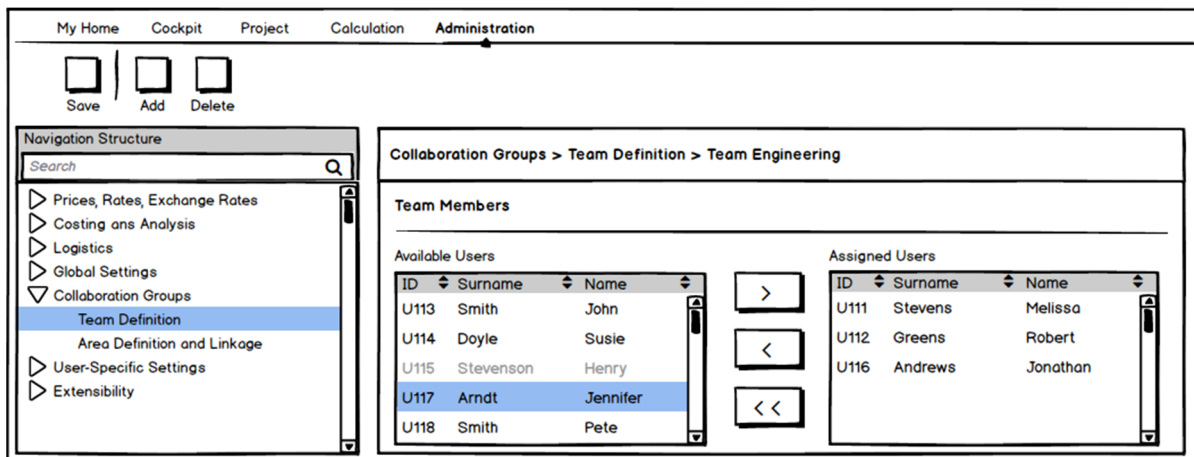 My Home Cockpit Project Calculation Administration
Save Add Delete
Navigation Structure
Search
Prices, Rates, Exchange Rates
Costing ans Analysis
Logistics
Global Settings
Collaboration Groups
Team Definition
Area Definition and Linkage
User-Specific Settings
Extensibility
Collaboration Groups > Team Definition > Team Engineering
Team Members
Available Users
ID Surname Name
U113 Smith John
U114 Doyle Susie
U115 Stevenson Henry
U117 Arndt Jennifer
U118 Smith Pete
>
<
< <
Assigned Users
ID Surname Name
U111 Stevens Melissa
U112 Greens Robert
U116 Andrews Jonathan